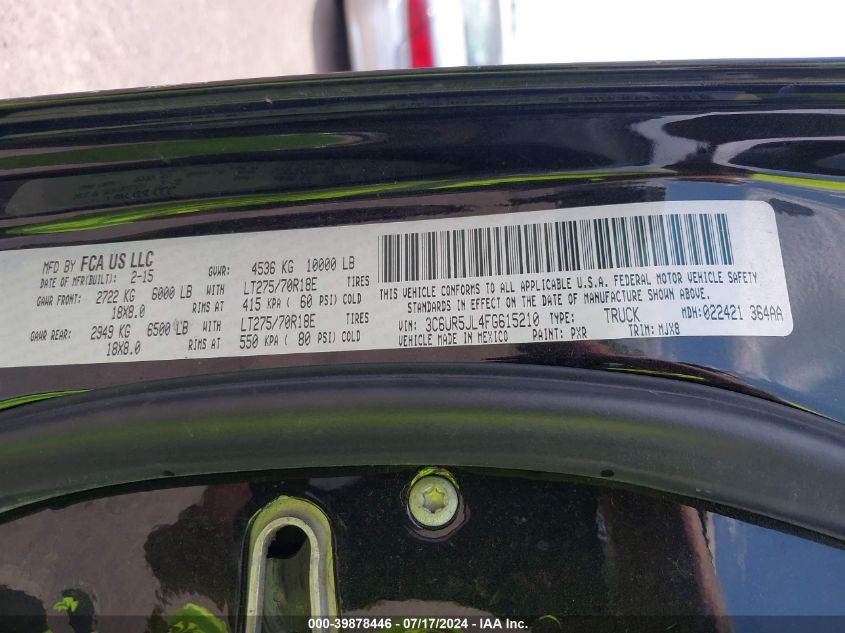 MFD BY FCA US LLC
DATE OF MFR(BUILT): 2-15 GVWR: 4536 KG 10000 LB
GAWR FRONT: 2722 KG 6000 LB WITH LT275/70R18E TIRES
18X8.0 RIMS AT 415 KPA ( 60 PSI) COLD
GAWR REAR: 2949 KG 6500 LB WITH LT275/70R18E TIRES
18X8.0 RIMS AT 550 KPA ( 80 PSI) COLD
THIS VEHICLE CONFORMS TO ALL APPLICABLE U.S.A. FEDERAL MOTOR VEHICLE SAFETY
STANDARDS IN EFFECT ON THE DATE OF MANUFACTURE SHOWN ABOVE.
VIN: 3C6UR5JL4FG615210 TYPE: TRUCK MDH: 022421 364AA
VEHICLE MADE IN MEXICO PAINT: PXR TRIM: MJX8
000-39878446 - 07/17/2024 - IAA Inc.